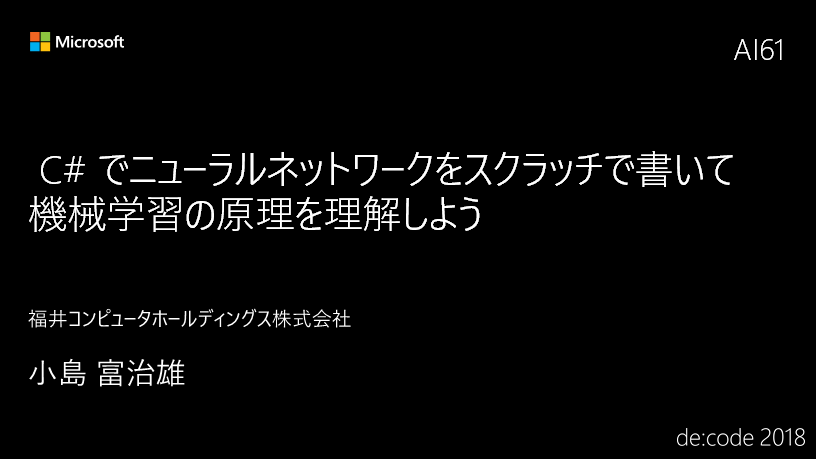 Microsoft
AI61
C# でニューラルネットワークをスクラッチで書いて
機械学習の原理を理解しよう
福井コンピュータホールディングス株式会社
小島 富治雄
de:code 2018